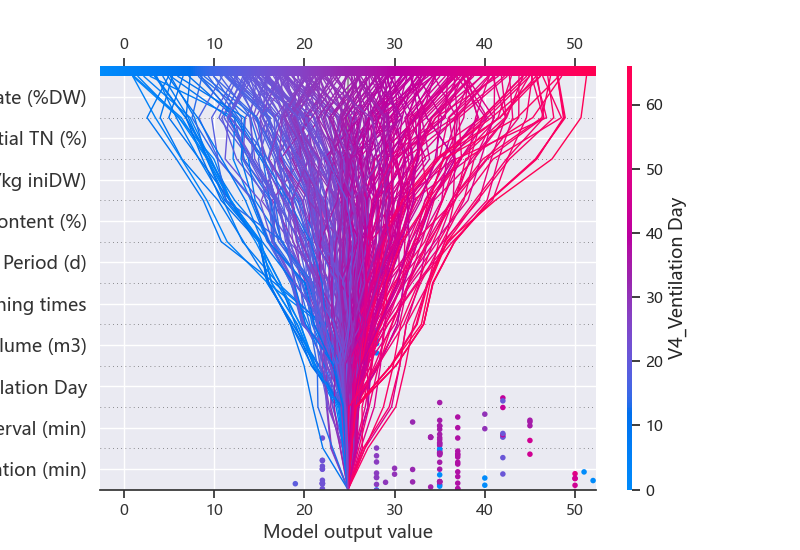 0 10 20 30 40 50
ate (%DW)
tial TN (%)
/kg iniDW)
ontent (%)
Period (d)
ning times
lume (m3)
lation Day
erval (min)
ation (min)
0 10 20 30 40 50
Model output value
60
50
40
30
20
10
0
V4_Ventilation Day